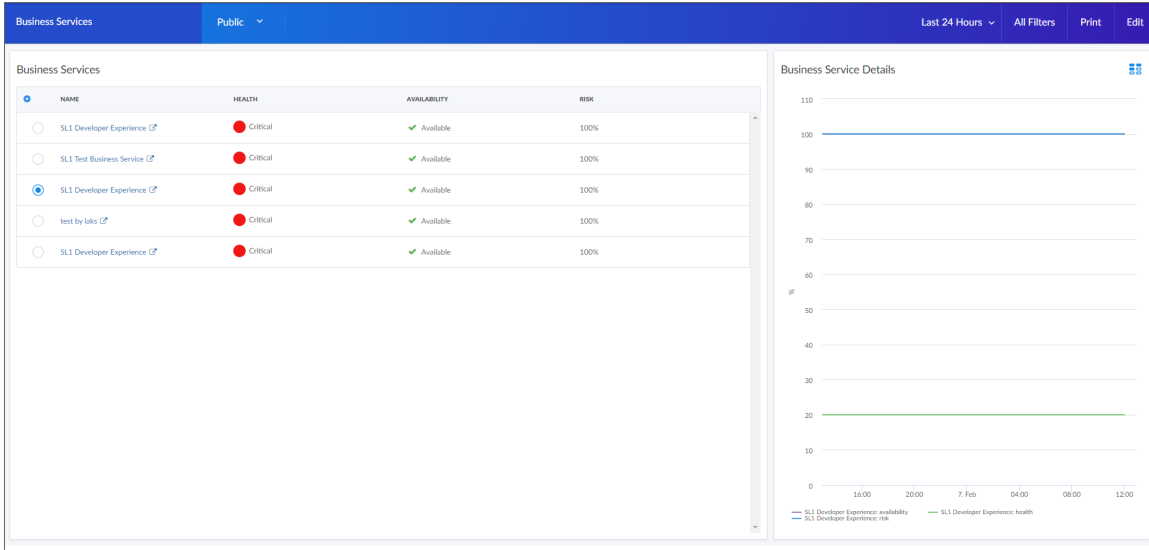 Business Services Public Last 24 Hours All Filters Print Edit
Business Services
NAME HEALTH AVAILABILITY RISK
SL1 Developer Experience Critical Available 100%
SL1 Test Business Service Critical Available 100%
SL1 Developer Experience Critical Available 100%
test by laks Critical Available 100%
SL1 Developer Experience Critical Available 100%
Business Service Details
110
100
90
80
70
60
%
50
40
30
20
10
0
16:00 20:00 7. Feb 04:00 08:00 12:00
SL1 Developer Experience: availability SL1 Developer Experience: health
SL1 Developer Experience: risk